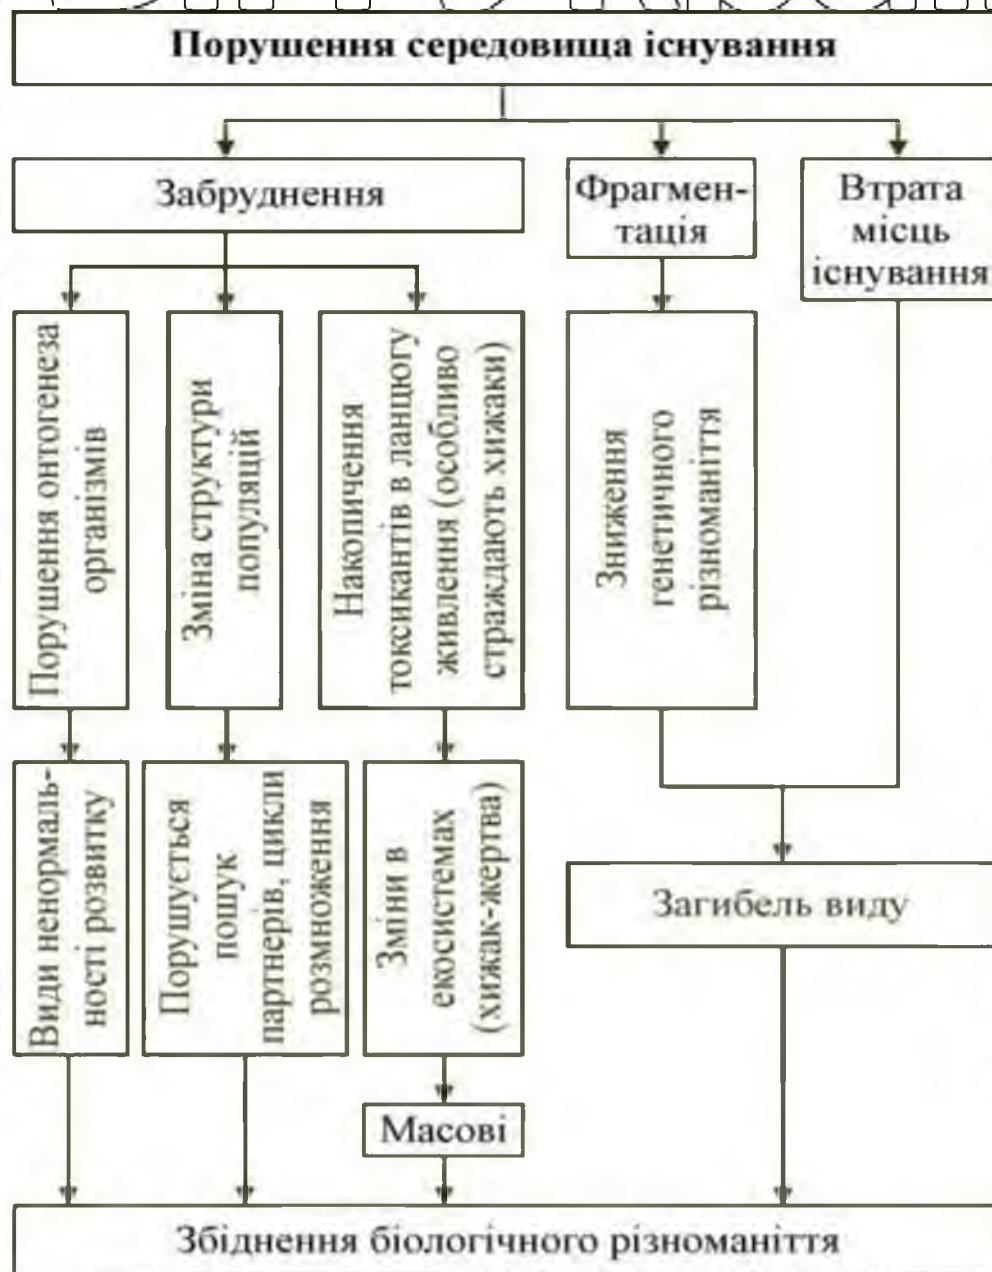 Порушення середовища існування
Забруднення
Фрагмен-
тація
Втрата
місць
існування
Порушення онтогенеза
організмів
Зміна структури
популяцій
Накопичення
токсикантів в ланцюгу
живлення (особливо
страждають хижаки)
Зниження
генетичного
різноманіття
Види ненормаль-
ності розвитку
Порушується
пошук
партнерів, цикли
розмноження
Зміни в
екосистемах
(хижак-жертва)
Загибель виду
Масові
Збіднення біологічного різноманіття